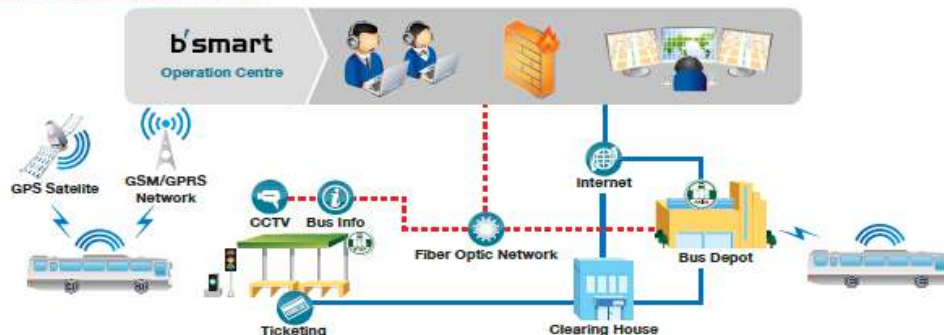 b'smart
Operation Centre
GPS Satelite
GSM/GPRS
Network
CCTV
Bus Info
Internet
Fiber Optic Network
Bus Depot
Ticketing
Clearing House